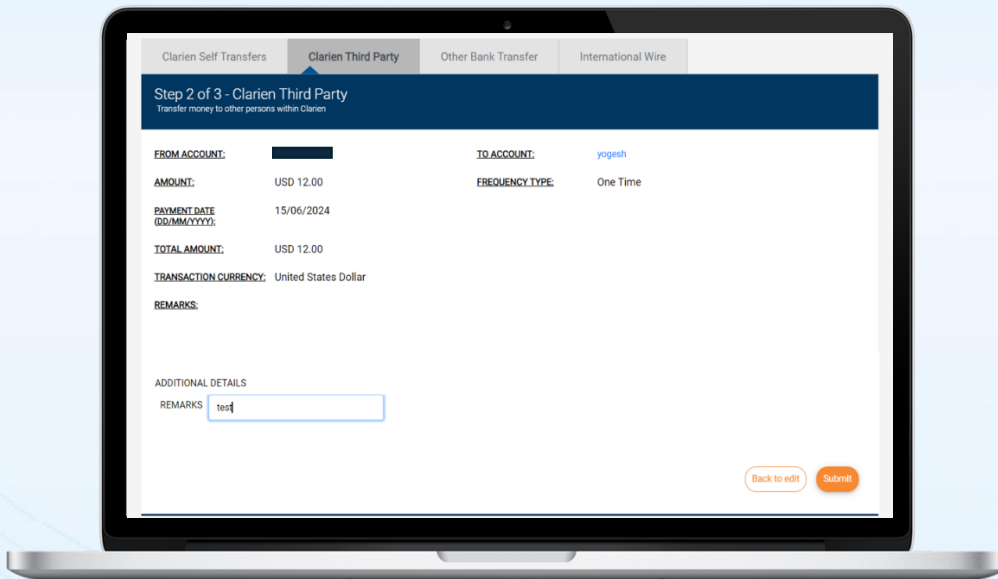 Clarien Self Transfers Clarien Third Party Other Bank Transfer International Wire
Step 2 of 3 - Clarien Third Party
Transfer money to other persons within Clarien
FROM ACCOUNT: TO ACCOUNT: yogesh
AMOUNT: USD 12.00 FREQUENCY TYPE: One Time
PAYMENT DATE
(DD/MM/YYYY): 15/06/2024
TOTAL AMOUNT: USD 12.00
TRANSACTION CURRENCY: United States Dollar
REMARKS:
ADDITIONAL DETAILS
REMARKS test
Back to edit Submit